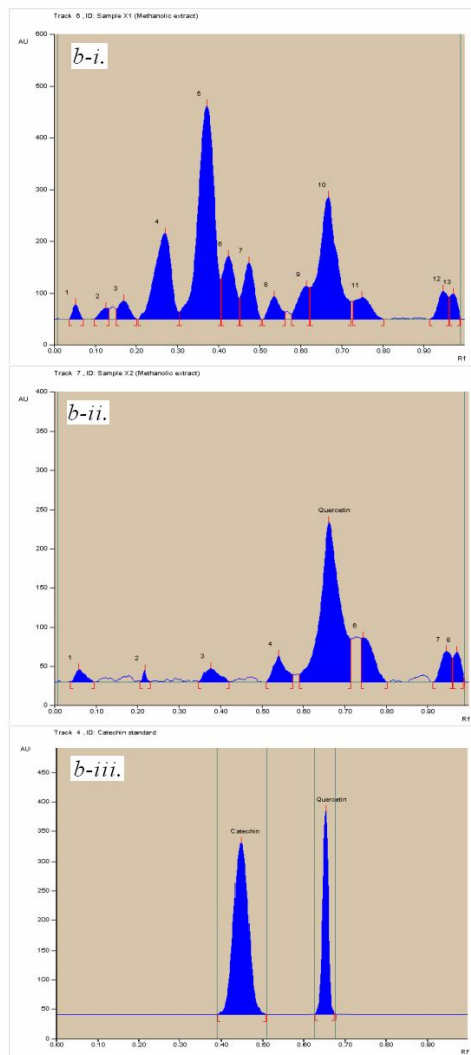 Track 6 , ID: Sample X1 (Methanolic extract)
AU
b-i.
600
500
400
300
200
100
0
1
2
3
4
5
6
7
8
9
10
11
12
13
0.00 0.10 0.20 0.30 0.40 0.50 0.60 0.70 0.80 0.90
Rf
Track 7 , ID: Sample X2 (Methanolic extract)
AU
b-ii.
400
350
300
250
200
150
100
50
0
1
2
3
4
Quercetin
6
7
8
0.00 0.10 0.20 0.30 0.40 0.50 0.60 0.70 0.80 0.90
Rf
Track 4 , ID: Catechin standard
AU
b-iii.
450
400
350
300
250
200
150
100
50
0
Catechin
Quercetin
0.00 0.10 0.20 0.30 0.40 0.50 0.60 0.70 0.80 0.90
Rf